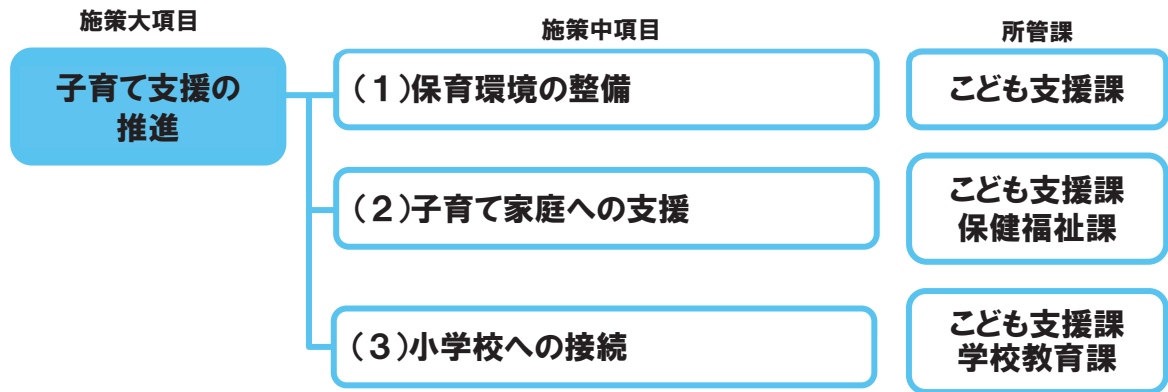 施策大項目
施策中項目
所管課
子育て支援の
推進
（１）保育環境の整備
こども支援課
（２）子育て家庭への支援
こども支援課
保健福祉課
（３）小学校への接続
こども支援課
学校教育課